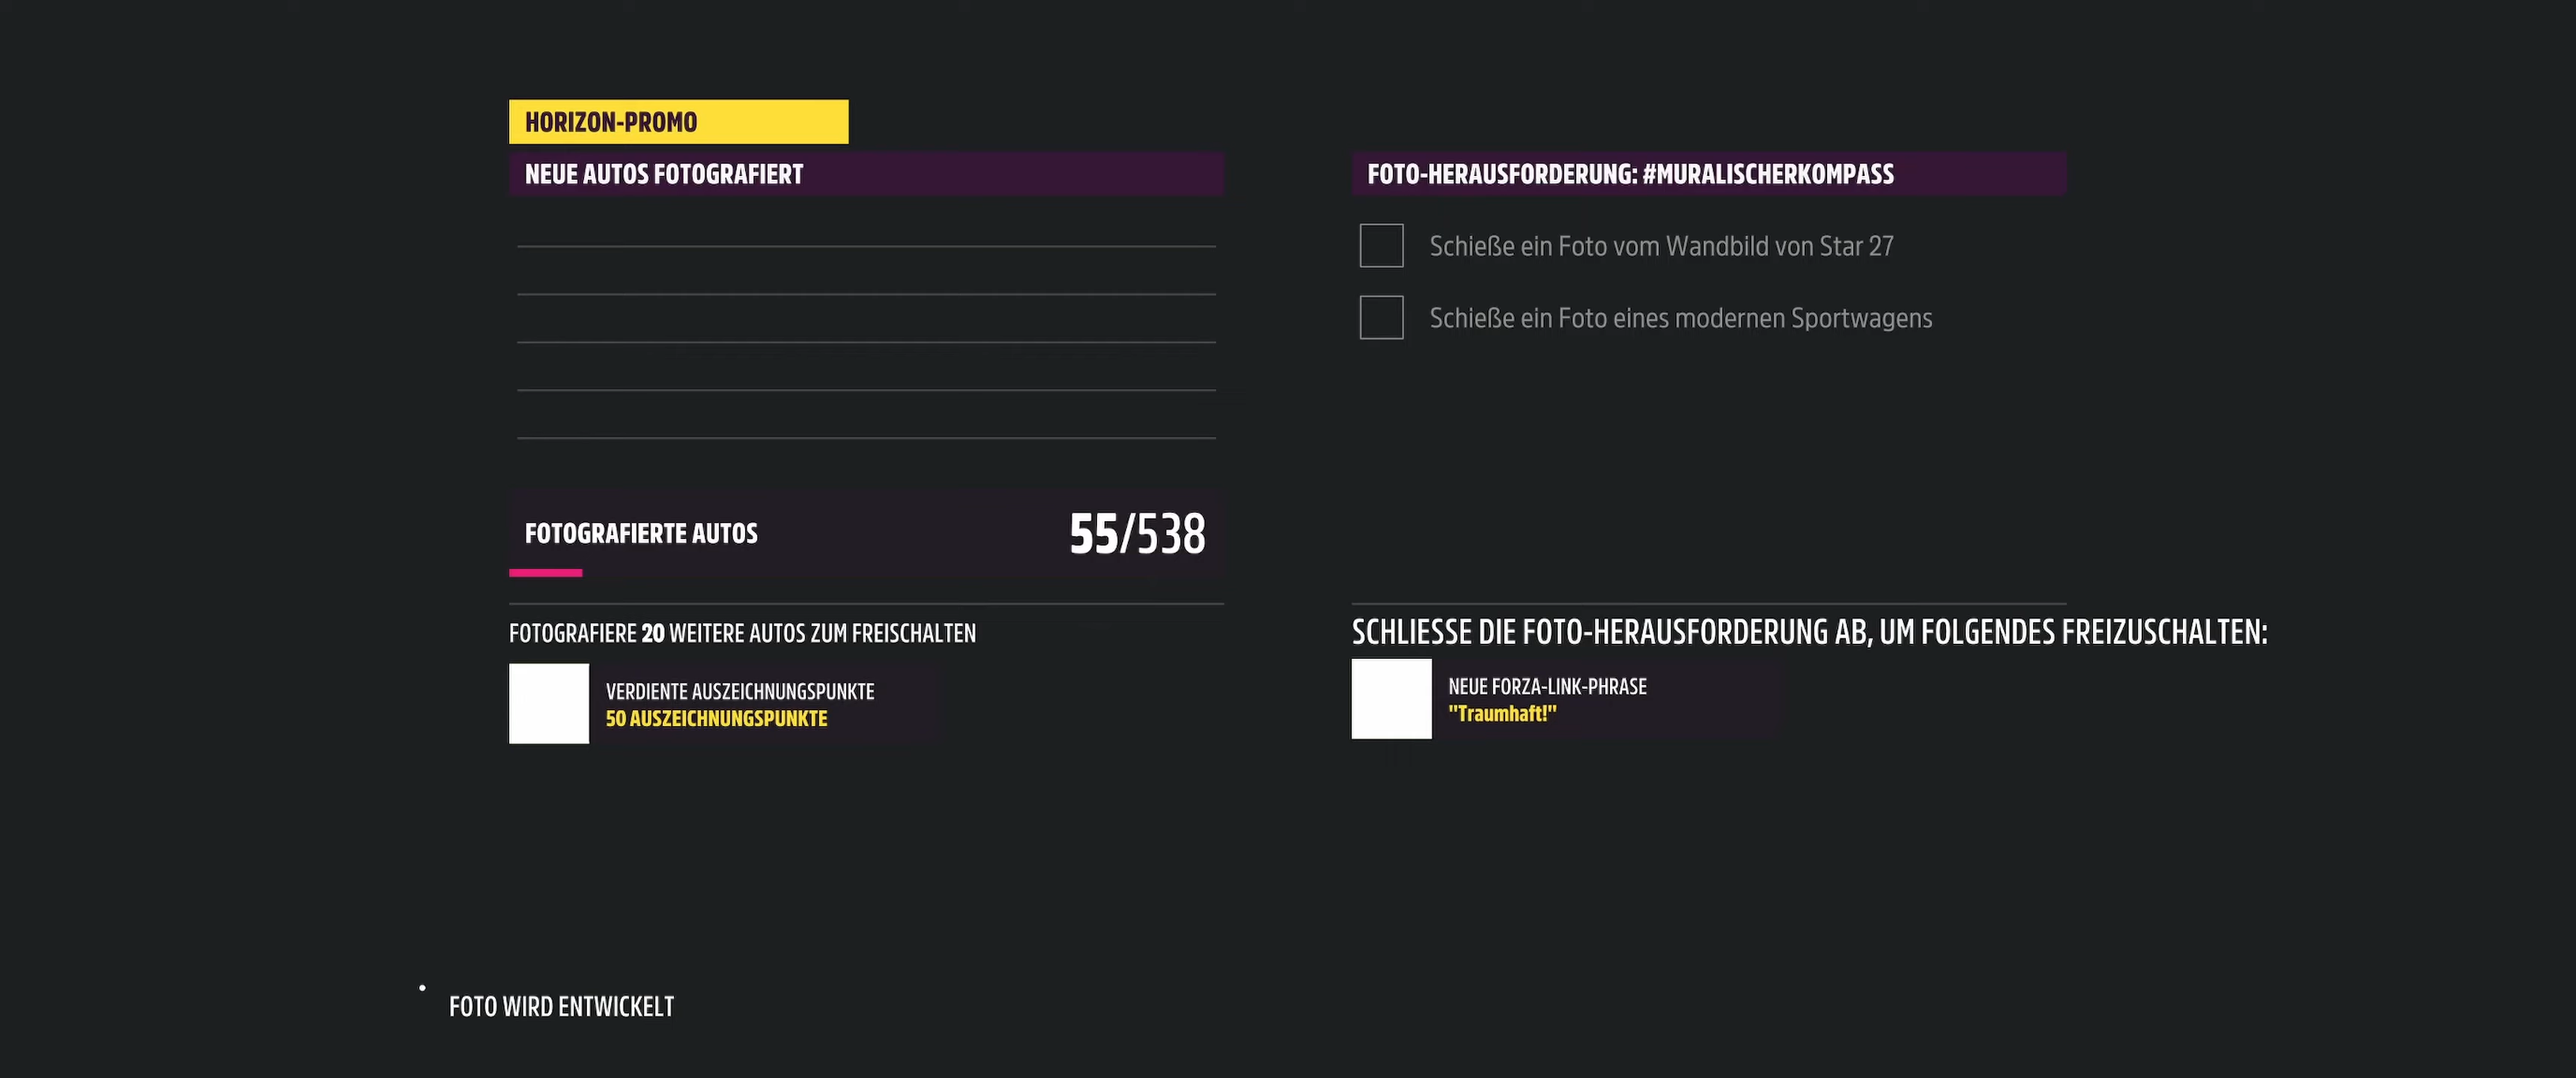 HORIZON-PROMO
NEUE AUTOS FOTOGRAFIERT
FOTOGRAFIERTE AUTOS 55/538
FOTOGRAFIERE 20 WEITERE AUTOS ZUM FREISCHALTEN
VERDIENTE AUSZEICHNUNGSPUNKTE
50 AUSZEICHNUNGSPUNKTE
FOTO-HERAUSFORDERUNG: #MURALISCHERKOMPASS
Schieße ein Foto vom Wandbild von Star 27
Schieße ein Foto eines modernen Sportwagens
SCHLIESSE DIE FOTO-HERAUSFORDERUNG AB, UM FOLGENDES FREIZUSCHALTEN:
NEUE FORZA-LINK-PHRASE
"Traumhaft!"
FOTO WIRD ENTWICKELT